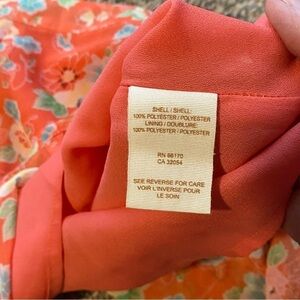 SHELL / SHELL:
100% POLYESTER / POLYESTER
LINING / DOUBLURE:
100% POLYESTER / POLYESTER
RN 66170
CA 32054
SEE REVERSE FOR CARE
VOIR L'INVERSE POUR
LE SOIN